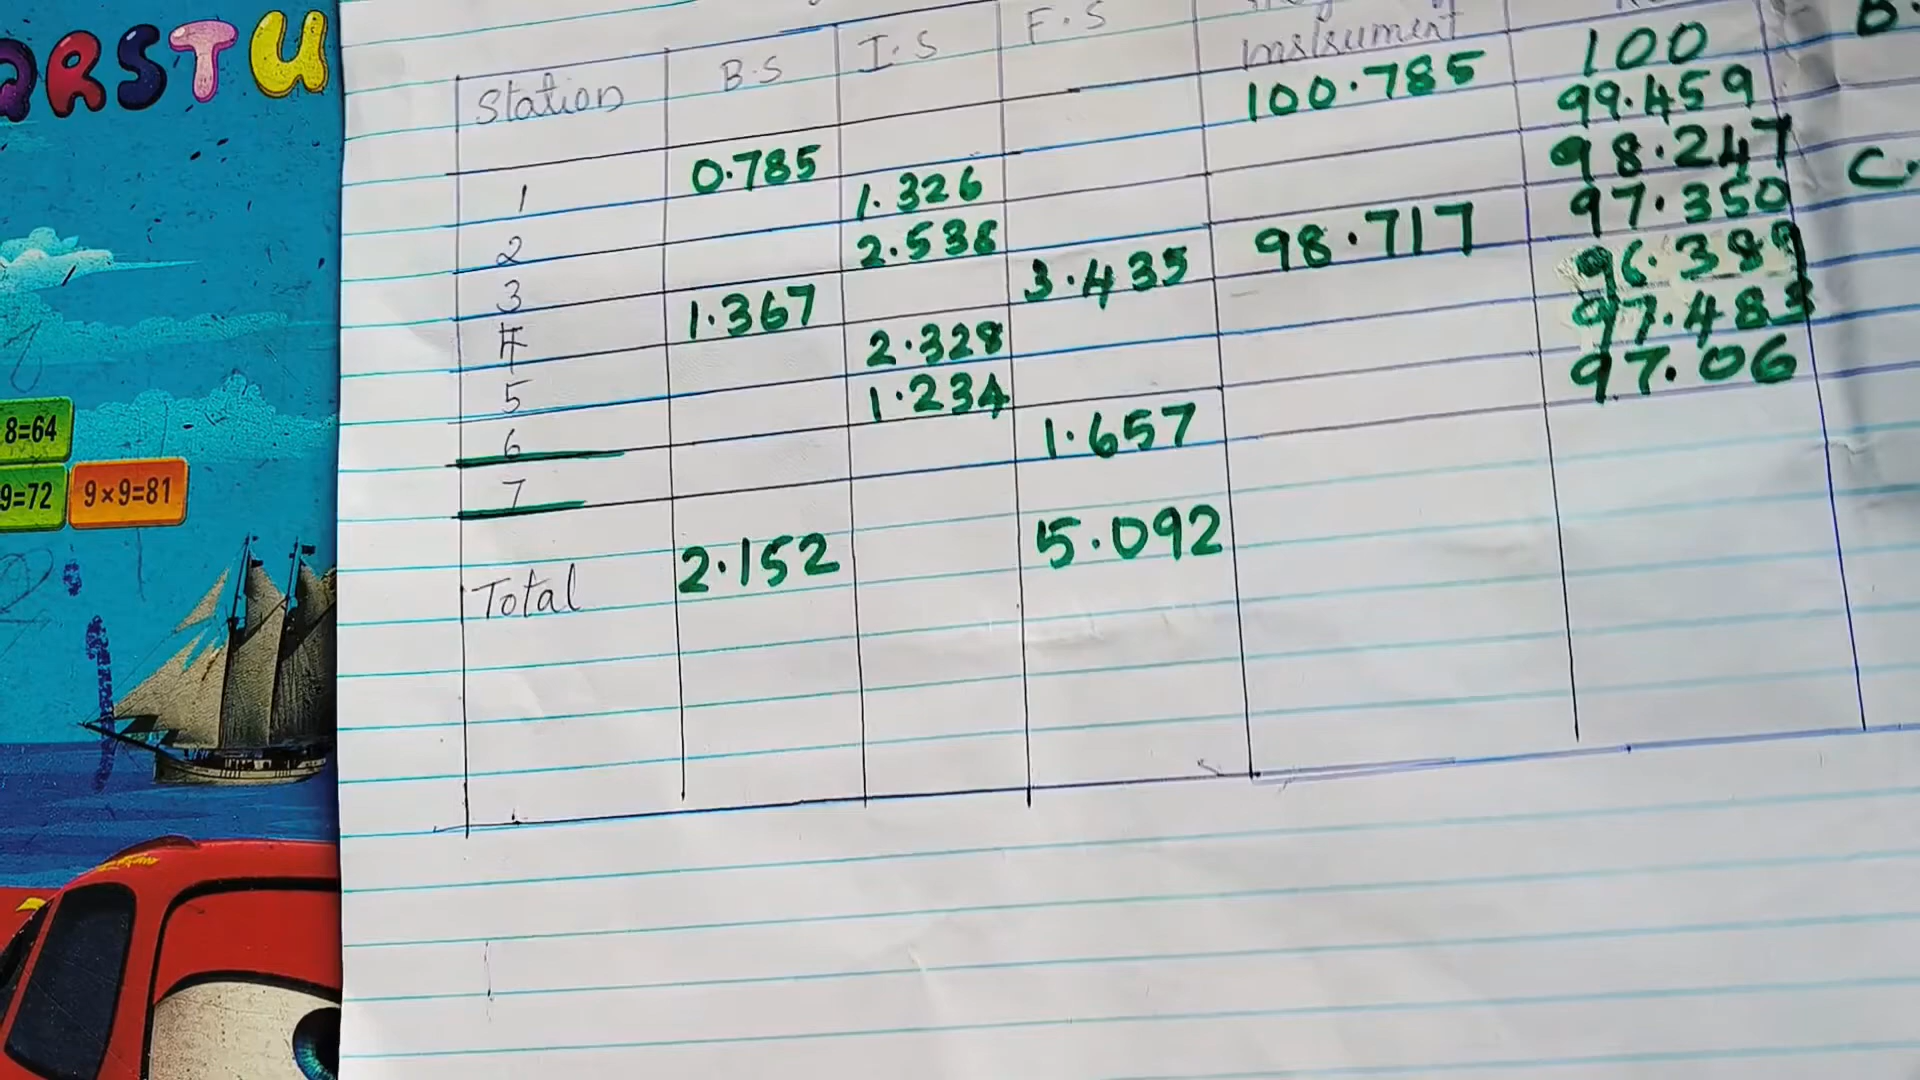 QRSTU
8=64
9=72 9×9=81
Station B.S I.S F.S Instrument
1 0.785 100.785 100
2 1.326 99.459
3 2.538 98.247
4 1.367 3.435 98.717 97.350
5 2.328 96.389
6 1.234 97.483
7 1.657 97.06
Total 2.152 5.092
C.